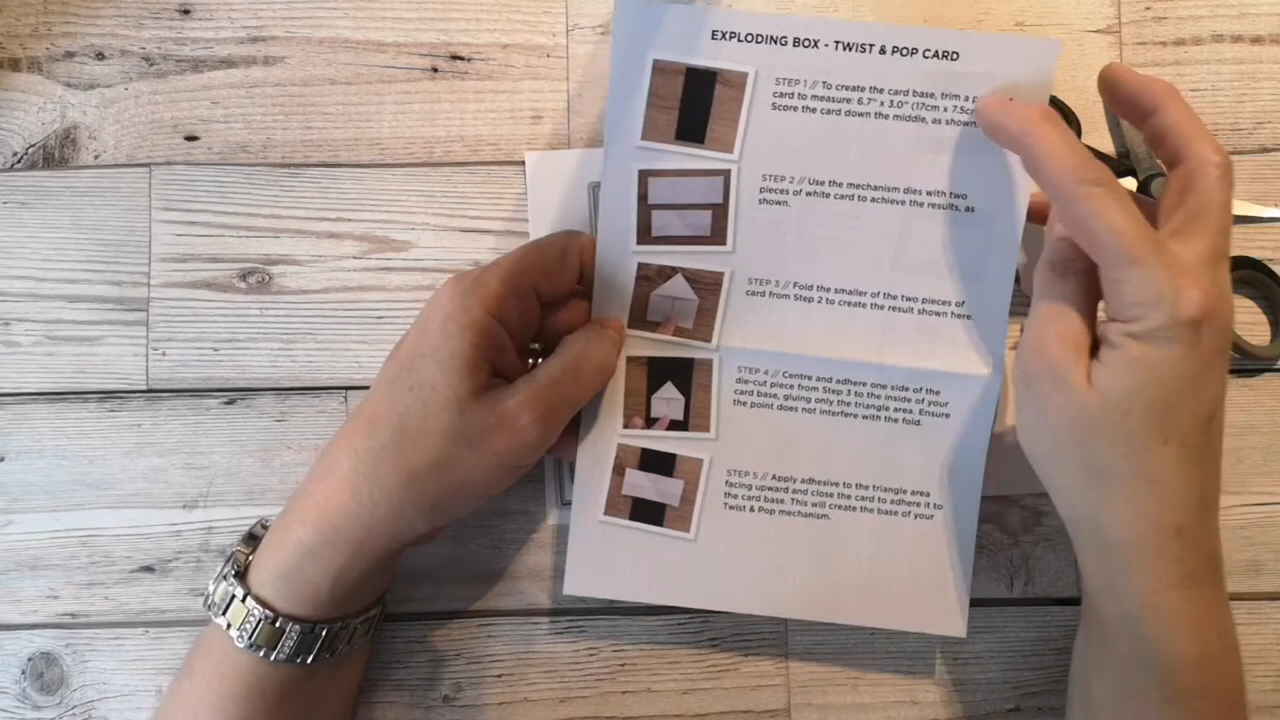 EXPLODING BOX - TWIST & POP CARD
STEP 1 // To create the card base, trim a
card to measure: 6.7" x 3.0" (17cm x 7.5c
Score the card down the middle, as shown.
STEP 2 // Use the mechanism dies with two
pieces of white card to achieve the results, as
shown.
STEP 3 // Fold the smaller of the two pieces of
card from Step 2 to create the result shown here.
STEP 4 // Centre and adhere one side of the
die-cut piece from Step 3 to the inside of your
card base, gluing only the triangle area. Ensure
the point does not interfere with the fold.
STEP 5 // Apply adhesive to the triangle area
facing upward and close the card to adhere it to
the card base. This will create the base of your
Twist & Pop mechanism.